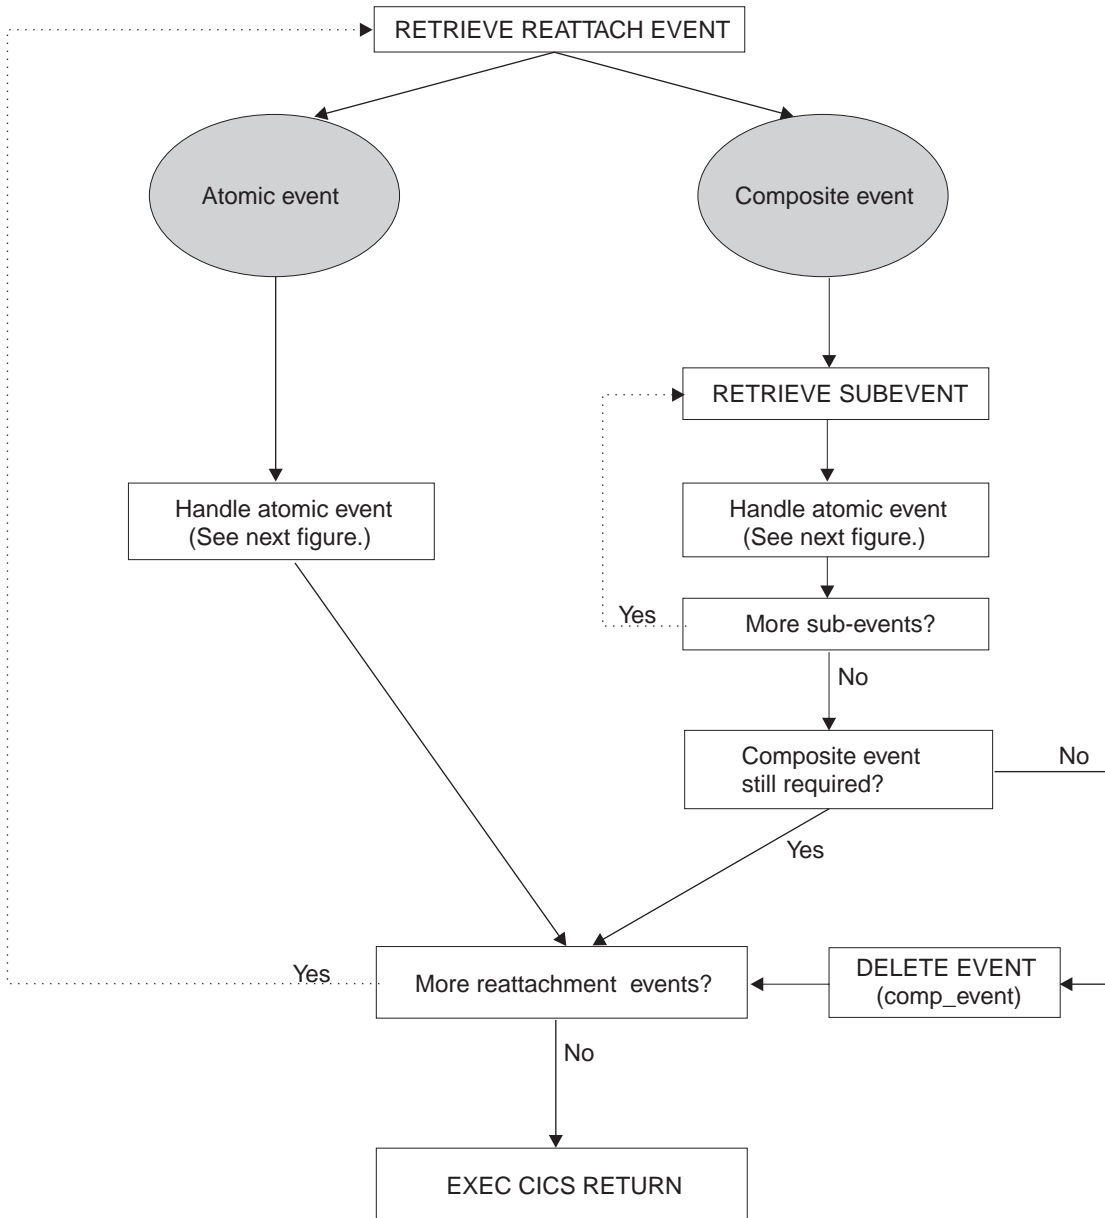 RETRIEVE REATTACH EVENT
Atomic event
Composite event
RETRIEVE SUBEVENT
Handle atomic event
(See next figure.)
Handle atomic event
(See next figure.)
Yes
More sub-events?
No
Composite event
still required?
No
Yes
Yes
More reattachment events?
DELETE EVENT
(comp_event)
No
EXEC CICS RETURN